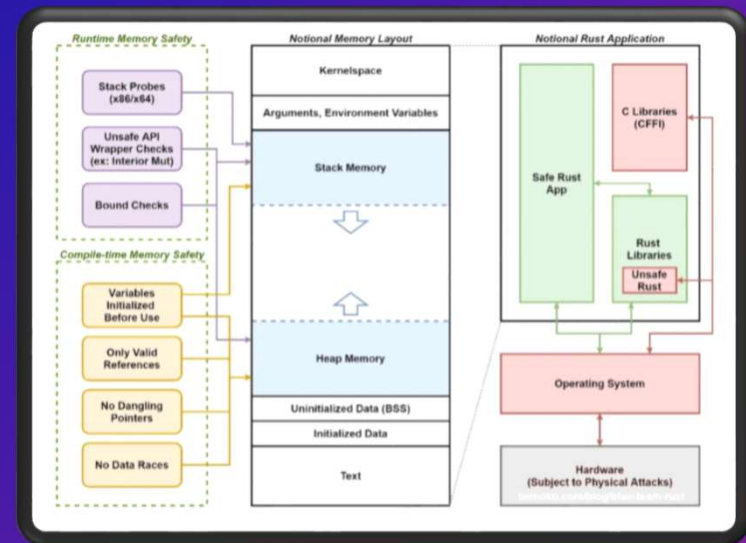 Runtime Memory Safety
Stack Probes
(x86/x64)
Unsafe API
Wrapper Checks
(ex: Interior Mut)
Bound Checks
Compile-time Memory Safety
Variables
Initialized
Before Use
Only Valid
References
No Dangling
Pointers
No Data Races
Notional Memory Layout
Kernelspace
Arguments, Environment Variables
Stack Memory
Heap Memory
Uninitialized Data (BSS)
Initialized Data
Text
Notional Rust Application
Safe Rust
App
C Libraries
(CFFI)
Rust
Libraries
Unsafe
Rust
Operating System
Hardware
(Subject to Physical Attacks)